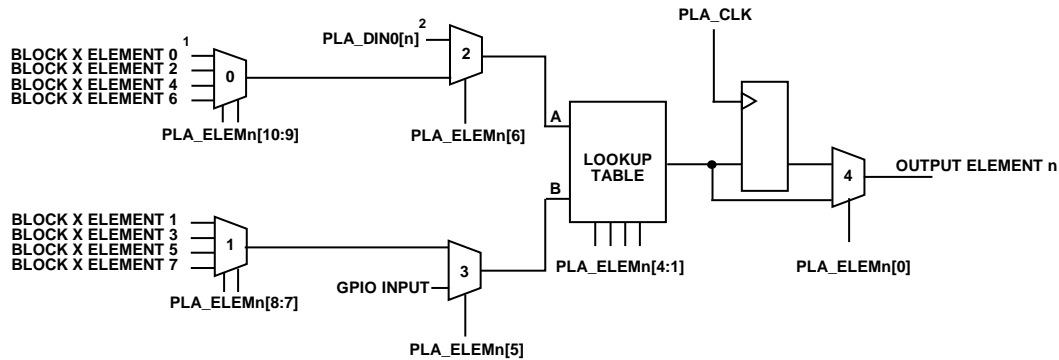 PLA_CLK
PLA_DIN0[n] 2
BLOCK X ELEMENT 0 1
BLOCK X ELEMENT 2
BLOCK X ELEMENT 4
BLOCK X ELEMENT 6
0
2
PLA_ELEMn[10:9]
PLA_ELEMn[6]
A
LOOKUP
TABLE
B
4
OUTPUT ELEMENT n
BLOCK X ELEMENT 1
BLOCK X ELEMENT 3
BLOCK X ELEMENT 5
BLOCK X ELEMENT 7
1
3
GPIO INPUT
PLA_ELEMn[4:1]
PLA_ELEMn[0]
PLA_ELEMn[8:7]
PLA_ELEMn[5]